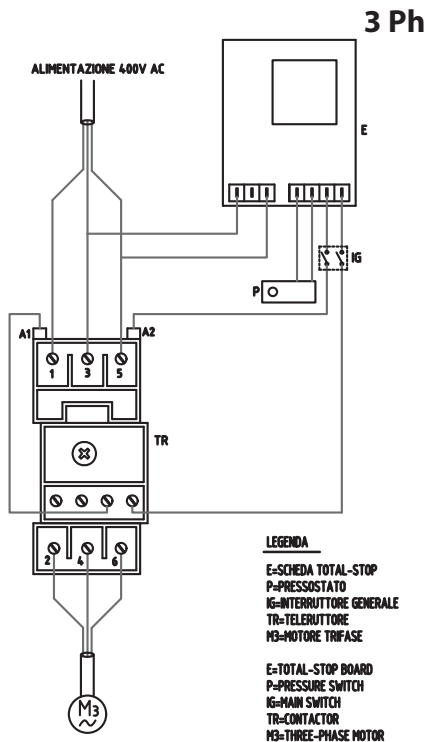 3 Ph
ALIMENTAZIONE 400V AC
E
IG
P
A1
A2
1 3 5
TR
2 4 6
M3
~
LEGENDA
E=SCHEDA TOTAL-STOP
P=PRESSOSTATO
IG=INTERRUTTORE GENERALE
TR=TELERUTTORE
M3=MOTORE TRIFASE
E=TOTAL-STOP BOARD
P=PRESSURE SWITCH
IG=MAIN SWITCH
TR=CONTACTOR
M3=THREE-PHASE MOTOR